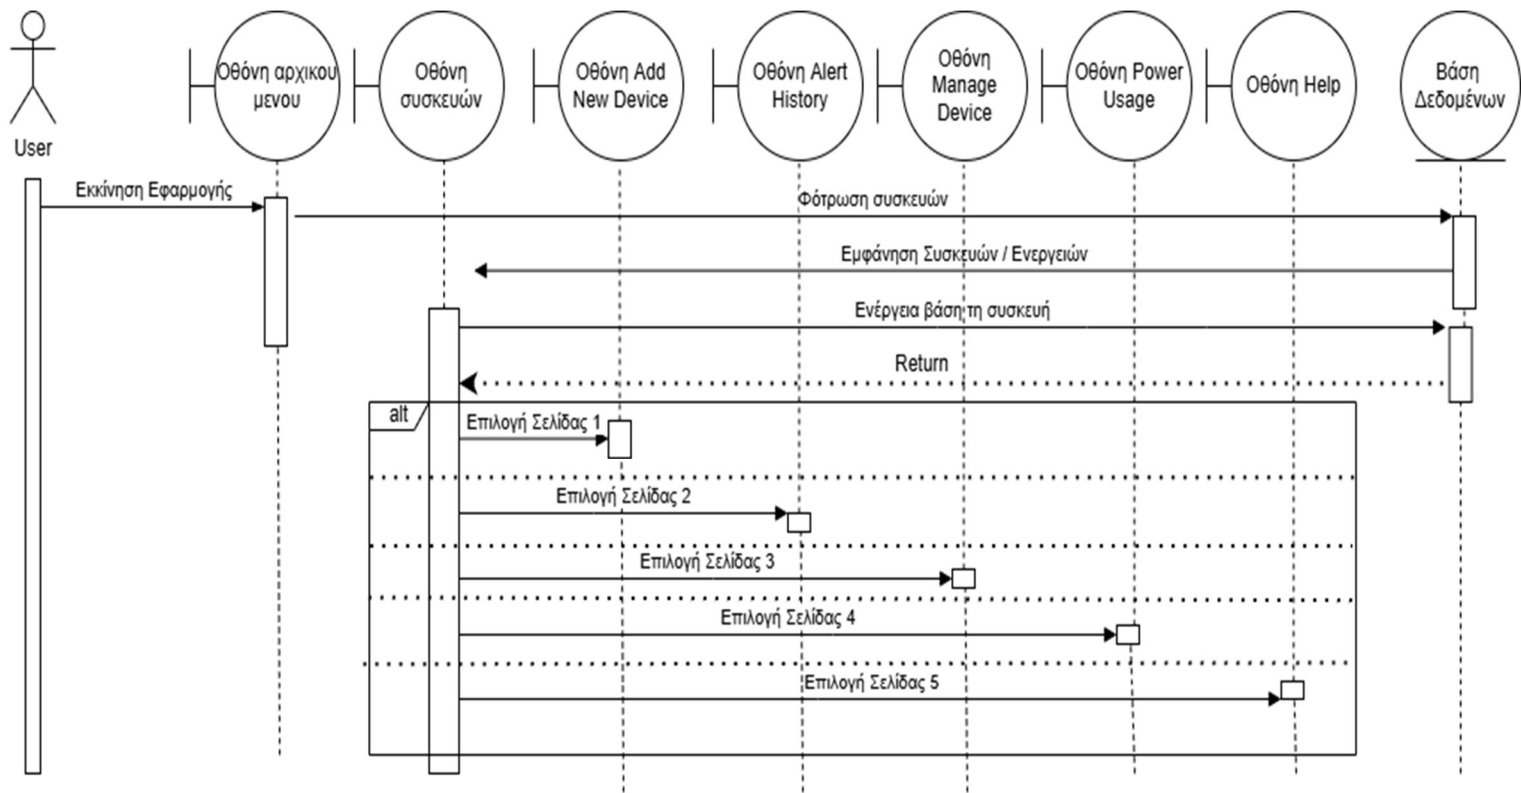 User
Οθόνη αρχικου
μενου
Οθόνη
συσκευών
Οθόνη Add
New Device
Οθόνη Alert
History
Οθόνη
Manage
Device
Οθόνη Power
Usage
Οθόνη Help
Βάση
Δεδομένων
Εκκίνηση Εφαρμογής
Φότρωση συσκευών
Εμφάνηση Συσκευών / Ενεργειών
Ενέργεια βάση τη συσκευή
Return
alt
Επιλογή Σελίδας 1
Επιλογή Σελίδας 2
Επιλογή Σελίδας 3
Επιλογή Σελίδας 4
Επιλογή Σελίδας 5